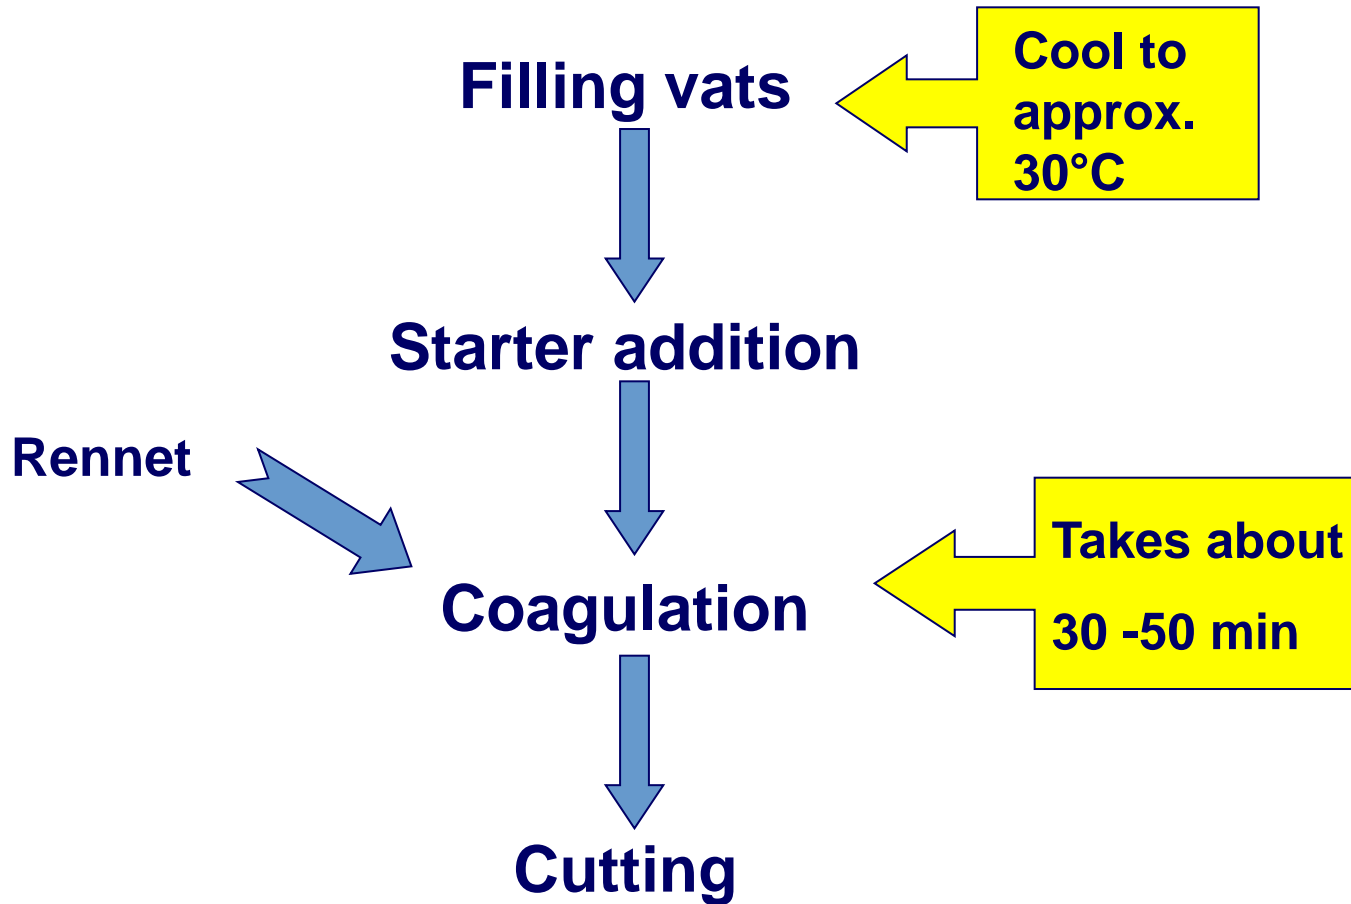 Filling vats
Cool to
approx.
30°C
Starter addition
Rennet
Takes about
30 -50 min
Coagulation
Cutting